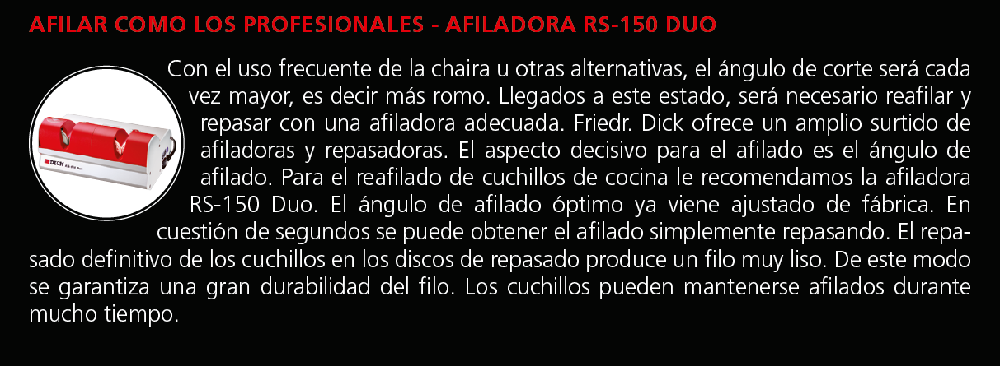 AFILAR COMO LOS PROFESIONALES - AFILADORA RS-150 DUO
Con el uso frecuente de la chaira u otras alternativas, el ángulo de corte será cada
vez mayor, es decir más romo. Llegados a este estado, será necesario reafilar y
repasar con una afiladora adecuada. Friedr. Dick ofrece un amplio surtido de
afiladoras y repasadoras. El aspecto decisivo para el afilado es el ángulo de
afilado. Para el reafilado de cuchillos de cocina le recomendamos la afiladora
RS-150 Duo. El ángulo de afilado óptimo ya viene ajustado de fábrica. En
cuestión de segundos se puede obtener el afilado simplemente repasando. El repa-
sado definitivo de los cuchillos en los discos de repasado produce un filo muy liso. De este modo
se garantiza una gran durabilidad del filo. Los cuchillos pueden mantenerse afilados durante
mucho tiempo.
DICK RS-150 Duo